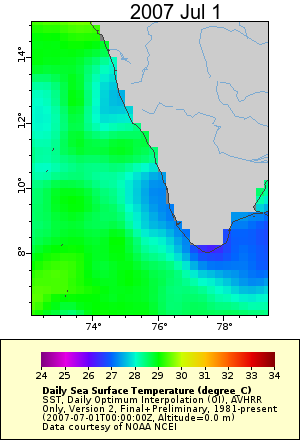 2007 Jul 1
14°
12°
10°
8°
74° 76° 78°
24 25 27 28 29 30 31 32 33 34
Daily Sea Surface Temperature (degree_C)
SST, Daily Optimum Interpolation (OI), AVHRR
Only, Version 2, Final+Preliminary, 1981-present
(2007-07-01T00:00:00Z, Altitude=0.0 m)
Data courtesy of NOAA NCEI